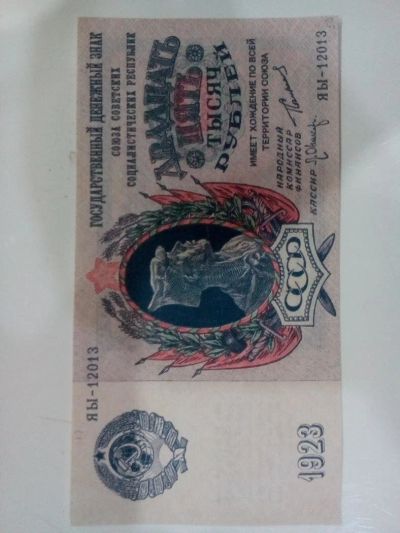 ГОСУДАРСТВЕННЫЙ ДЕНЕЖНЫЙ ЗНАК
СОЮЗА СОВЕТСКИХ
СОЦИАЛИСТИЧЕСКИХ РЕСПУБЛИК
ДВАДЦАТЬ
ПЯТЬ
ТЫСЯЧ
РУБЛЕЙ
ИМЕЕТ ХОЖДЕНИЕ ПО ВСЕЙ
ТЕРРИТОРИИ СОЮЗА
НАРОДНЫЙ
КОМИССАР
ФИНАНСОВ
КАССИР
ЯЫ-12013
СССР
ЯЫ-12013
1923